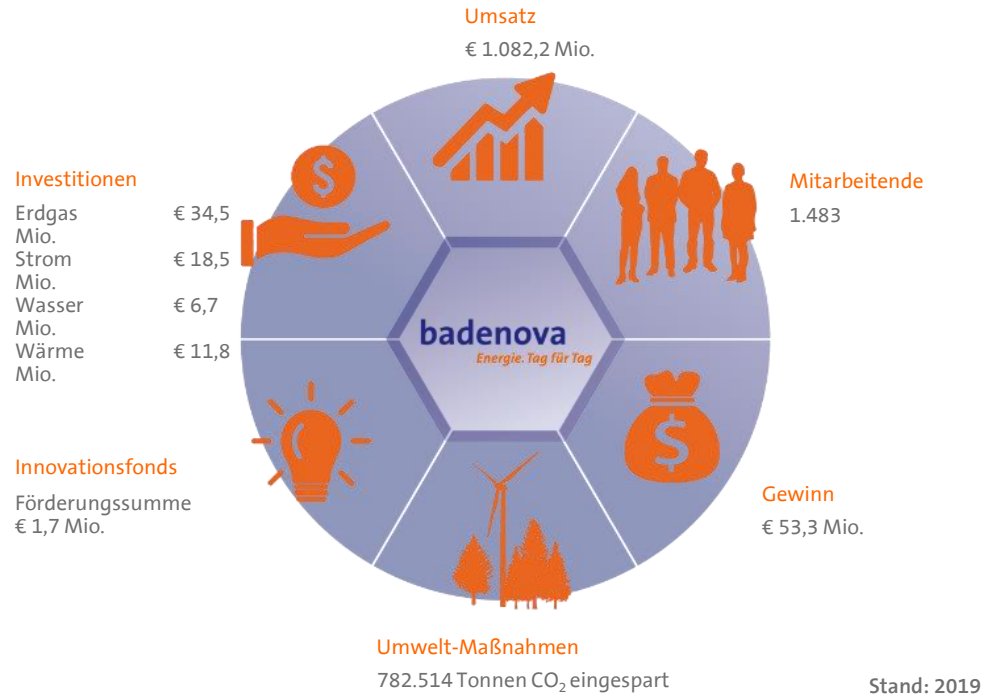 Umsatz
€ 1.082,2 Mio.
Investitionen
Erdgas € 34,5
Mio.
Strom € 18,5
Mio.
Wasser € 6,7
Mio.
Wärme € 11,8
Mio.
Mitarbeitende
1.483
badenova
Energie. Tag für Tag
Innovationsfonds
Förderungssumme
€ 1,7 Mio.
Gewinn
€ 53,3 Mio.
Umwelt-Maßnahmen
782.514 Tonnen CO₂ eingespart
Stand: 2019
$
$